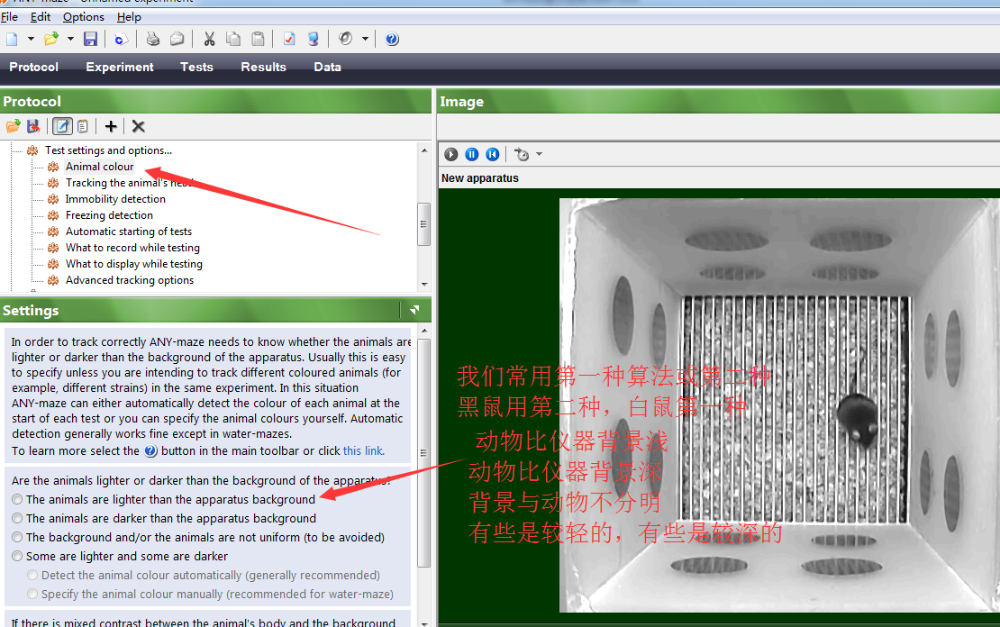 ANY-maze - Unnamed experiment
File Edit Options Help
Protocol Experiment Tests Results Data
Protocol
Test settings and options...
Animal colour
Tracking the animal's head
Immobility detection
Freezing detection
Automatic starting of tests
What to record while testing
What to display while testing
Advanced tracking options
Settings
In order to track correctly ANY-maze needs to know whether the animals are
lighter or darker than the background of the apparatus. Usually this is easy
to specify unless you are intending to track different coloured animals (for
example, different strains) in the same experiment. In this situation
ANY-maze can either automatically detect the colour of each animal at the
start of each test or you can specify the animal colours yourself. Automatic
detection generally works fine except in water-mazes.
To learn more select the ? button in the main toolbar or click this link.
Are the animals lighter or darker than the background of the apparatus?
The animals are lighter than the apparatus background
The animals are darker than the apparatus background
The background and/or the animals are not uniform (to be avoided)
Some are lighter and some are darker
Detect the animal colour automatically (generally recommended)
Specify the animal colour manually (recommended for water-maze)
If there is mixed contrast between the animal's body and the background
Image
New apparatus
我们常用第一种算法或第二种
黑鼠用第二种，白鼠第一种
动物比仪器背景浅
动物比仪器背景深
背景与动物不分明
有些是较轻的，有些是较深的